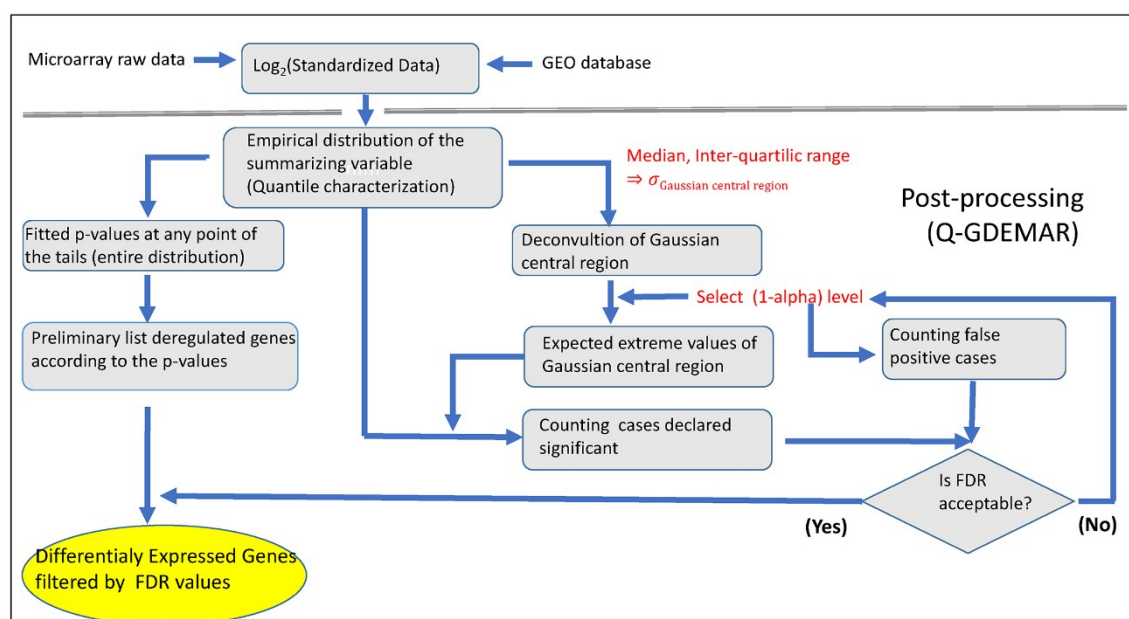 Microarray raw data
Log₂(Standardized Data)
GEO database
Empirical distribution of the
summarizing variable
(Quantile characterization)
Median, Inter-quartilic range
⇒ σ Gaussian central region
Post-processing
(Q-GDEMAR)
Fitted p-values at any point of
the tails (entire distribution)
Deconvultion of Gaussian
central region
Select (1-alpha) level
Preliminary list deregulated genes
according to the p-values
Expected extreme values of
Gaussian central region
Counting false
positive cases
Counting cases declared
significant
Is FDR
acceptable?
(Yes)
(No)
Differentialy Expressed Genes
filtered by FDR values